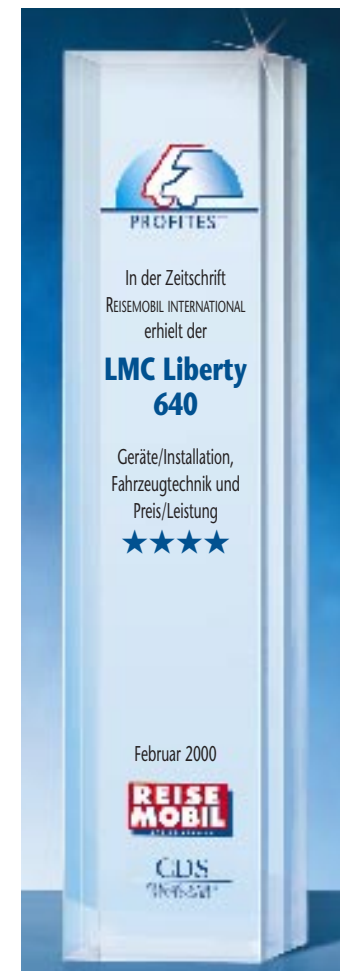 PROFITEST
In der Zeitschrift
REISEMOBIL INTERNATIONAL
erhielt der
LMC Liberty
640
Geräte/Installation,
Fahrzeugtechnik und
Preis/Leistung
★★★★
Februar 2000
REISE
MOBIL
CDS